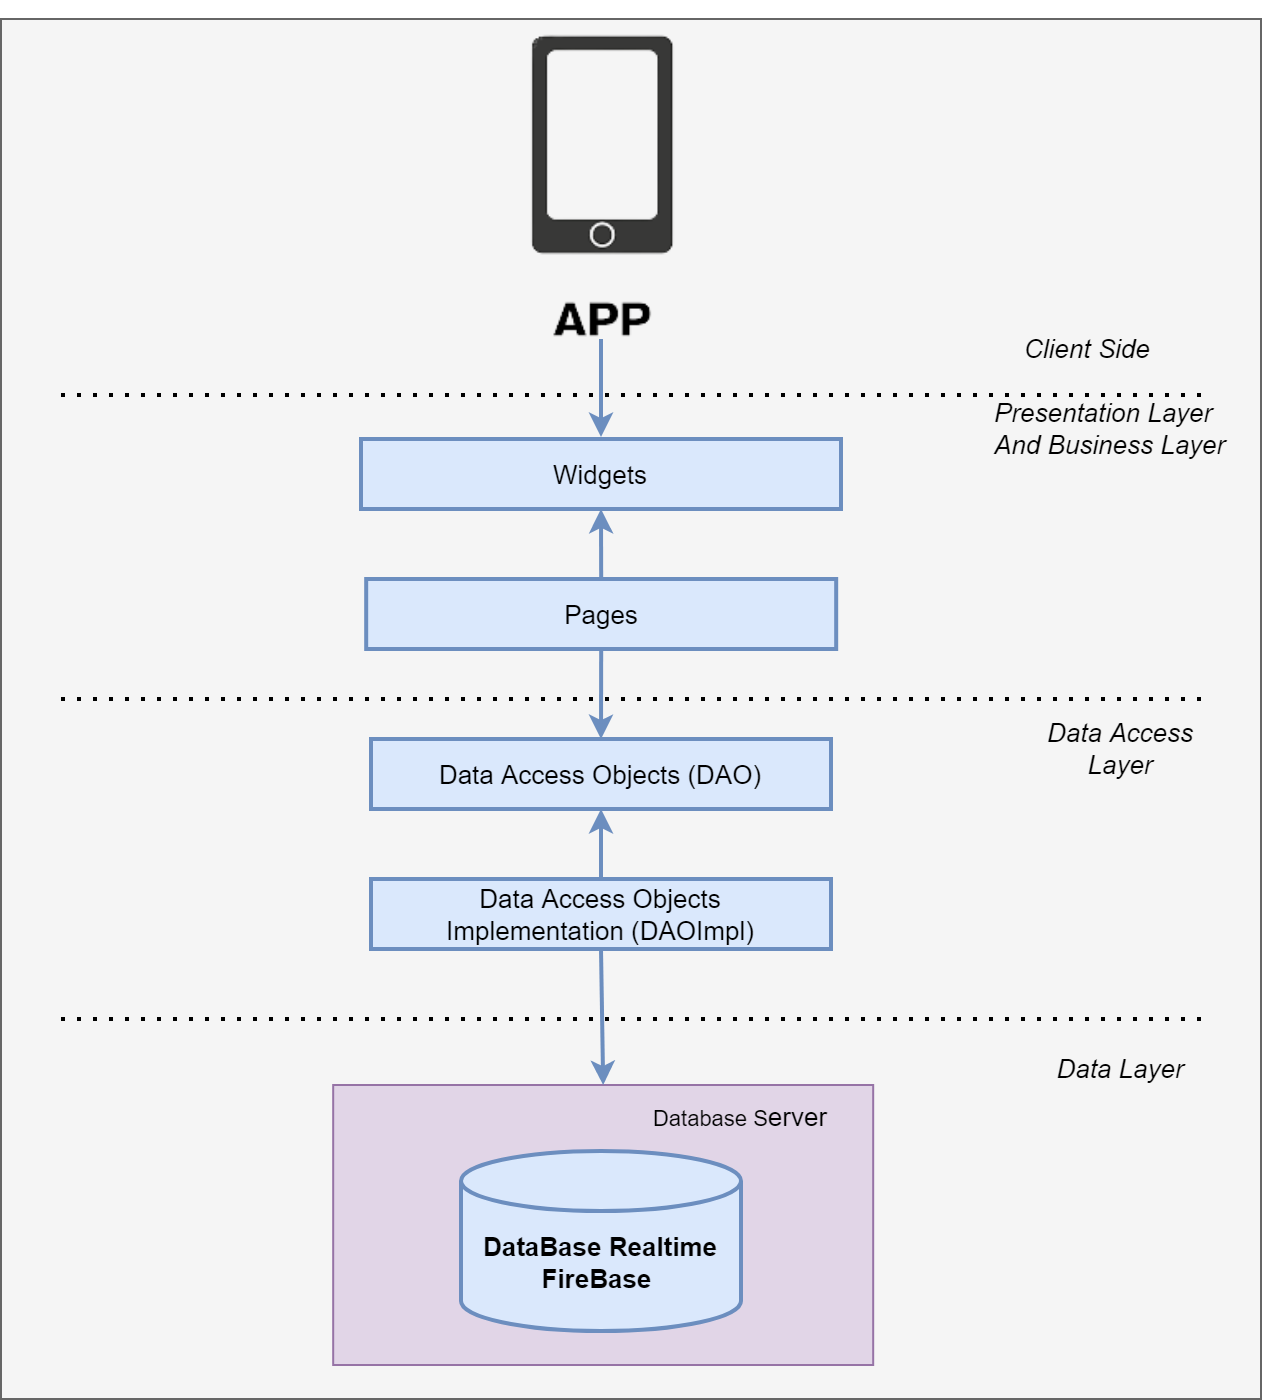 APP
Client Side
Presentation Layer
And Business Layer
Widgets
Pages
Data Access
Layer
Data Access Objects (DAO)
Data Access Objects
Implementation (DAOImpl)
Data Layer
Database Server
DataBase Realtime
FireBase